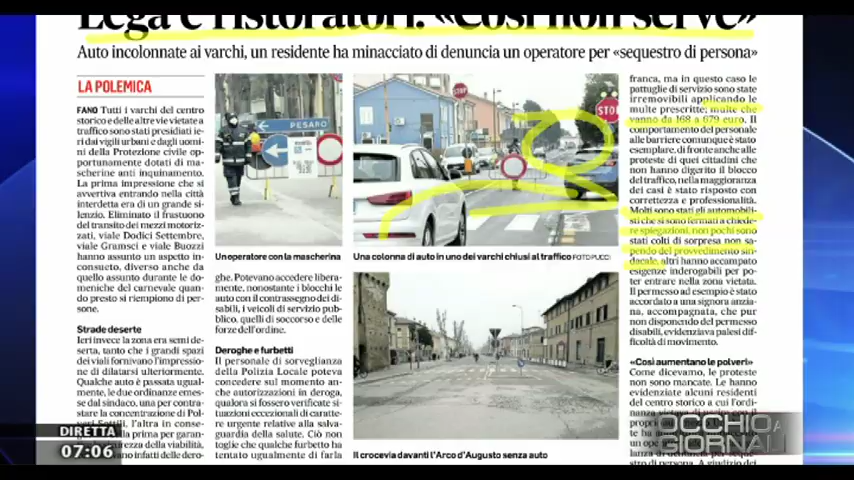 Lega e ristoratori: «Così non serve»
Auto incolonnate ai varchi, un residente ha minacciato di denuncia un operatore per «sequestro di persona»
LA POLEMICA
FANO Tutti i varchi del centro
storico e delle altre vie vietate a
traffico sono stati presidiati ie-
ri dai vigili urbani e dagli uomi-
ni della Protezione civile op-
portunamente dotati di ma-
scherine anti inquinamento.
La prima impressione che si
avvertiva entrando nella città
interdetta era di un grande si-
lenzio. Eliminato il frastuono
del transito dei mezzi motoriz-
zati, viale Dodici Settembre,
viale Gramsci e viale Buozzi
hanno assunto un aspetto in-
consueto, diverso anche da
quello assunto durante le do-
meniche del carnevale quan-
do presto si riempiono di per-
sone.
Strade deserte
Ieri invece la zona era semi de-
serta, tanto che i grandi spazi
dei viali fornivano l'impressio-
ne di dilatarsi ulteriormente.
Qualche auto è passata ugual-
mente, le due ordinanze emes-
se dal sindaco, una per contra-
stare la concentrazione di Pol-
veri Sottili, l'altra in conse-
della prima per garan-
sicurezza della viabilità,
infatti delle dero-
PESARO
Un operatore con la mascherina
ghe. Potevano accedere libera-
mente, nonostante i blocchi le
auto con il contrassegno dei di-
sabili, i veicoli di servizio pub-
blico, quelli di soccorso e delle
forze dell'ordine.
Deroghe e furbetti
Il personale di sorveglianza
della Polizia Locale poteva
concedere sul momento an-
che autorizzazioni in deroga,
qualora si fossero verificate si-
tuazioni eccezionali di caratte-
re urgente relative alla salva-
guardia della salute. Ciò non
toglie che qualche furbetto ha
tentato ugualmente di farla
STOP
STOP
Una colonna di auto in uno dei varchi chiusi al traffico FOTO PUCCI
Il crocevia davanti l'Arco d'Augusto senza auto
franca, ma in questo caso le
pattuglie di servizio sono state
irremovibili applicando le
multe prescritte: multe che
vanno da 168 a 679 euro. Il
comportamento del personale
alle barriere comunque è stato
esemplare, di fronte anche alle
proteste di quei cittadini che
non hanno digerito il blocco
del traffico, nella maggioranza
dei casi è stato risposto con
correttezza e professionalità.
Molti sono stati gli automobili-
sti che si sono fermati a chiede-
re spiegazioni, non pochi sono
stati colti di sorpresa non sa-
pendo del provvedimento sin-
dacale, altri hanno accampato
esigenze inderogabili per po-
ter entrare nella zona vietata.
Il permesso ad esempio è stato
accordato a una signora anzia-
na, accompagnata, che pur
non disponendo del permesso
disabili, evidenziava palesi dif-
ficoltà di movimento.
«Così aumentano le polveri»
Come dicevamo, le proteste
non sono mancate. Le hanno
evidenziate alcuni residenti
del centro storico a cui l'ordi-
DIRETTA
07:06
OCCHIO AI
GIORNALI